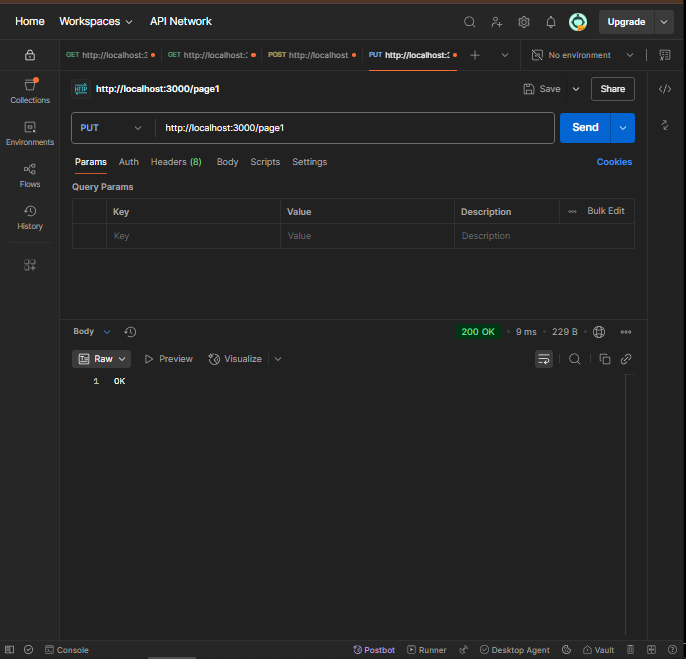 Home Workspaces API Network Upgrade
GET http://localhost:3 GET http://localhost: POST http://localhost PUT http://localhost:3 No environment
HTTP http://localhost:3000/page1 Save Share
Collections
Environments
Flows
History
PUT http://localhost:3000/page1 Send
Params Auth Headers (8) Body Scripts Settings Cookies
Query Params
Key Value Description Bulk Edit
Key Value Description
Body 200 OK 9 ms 229 B
Raw Preview Visualize
1 OK
Console Postbot Runner Desktop Agent Vault